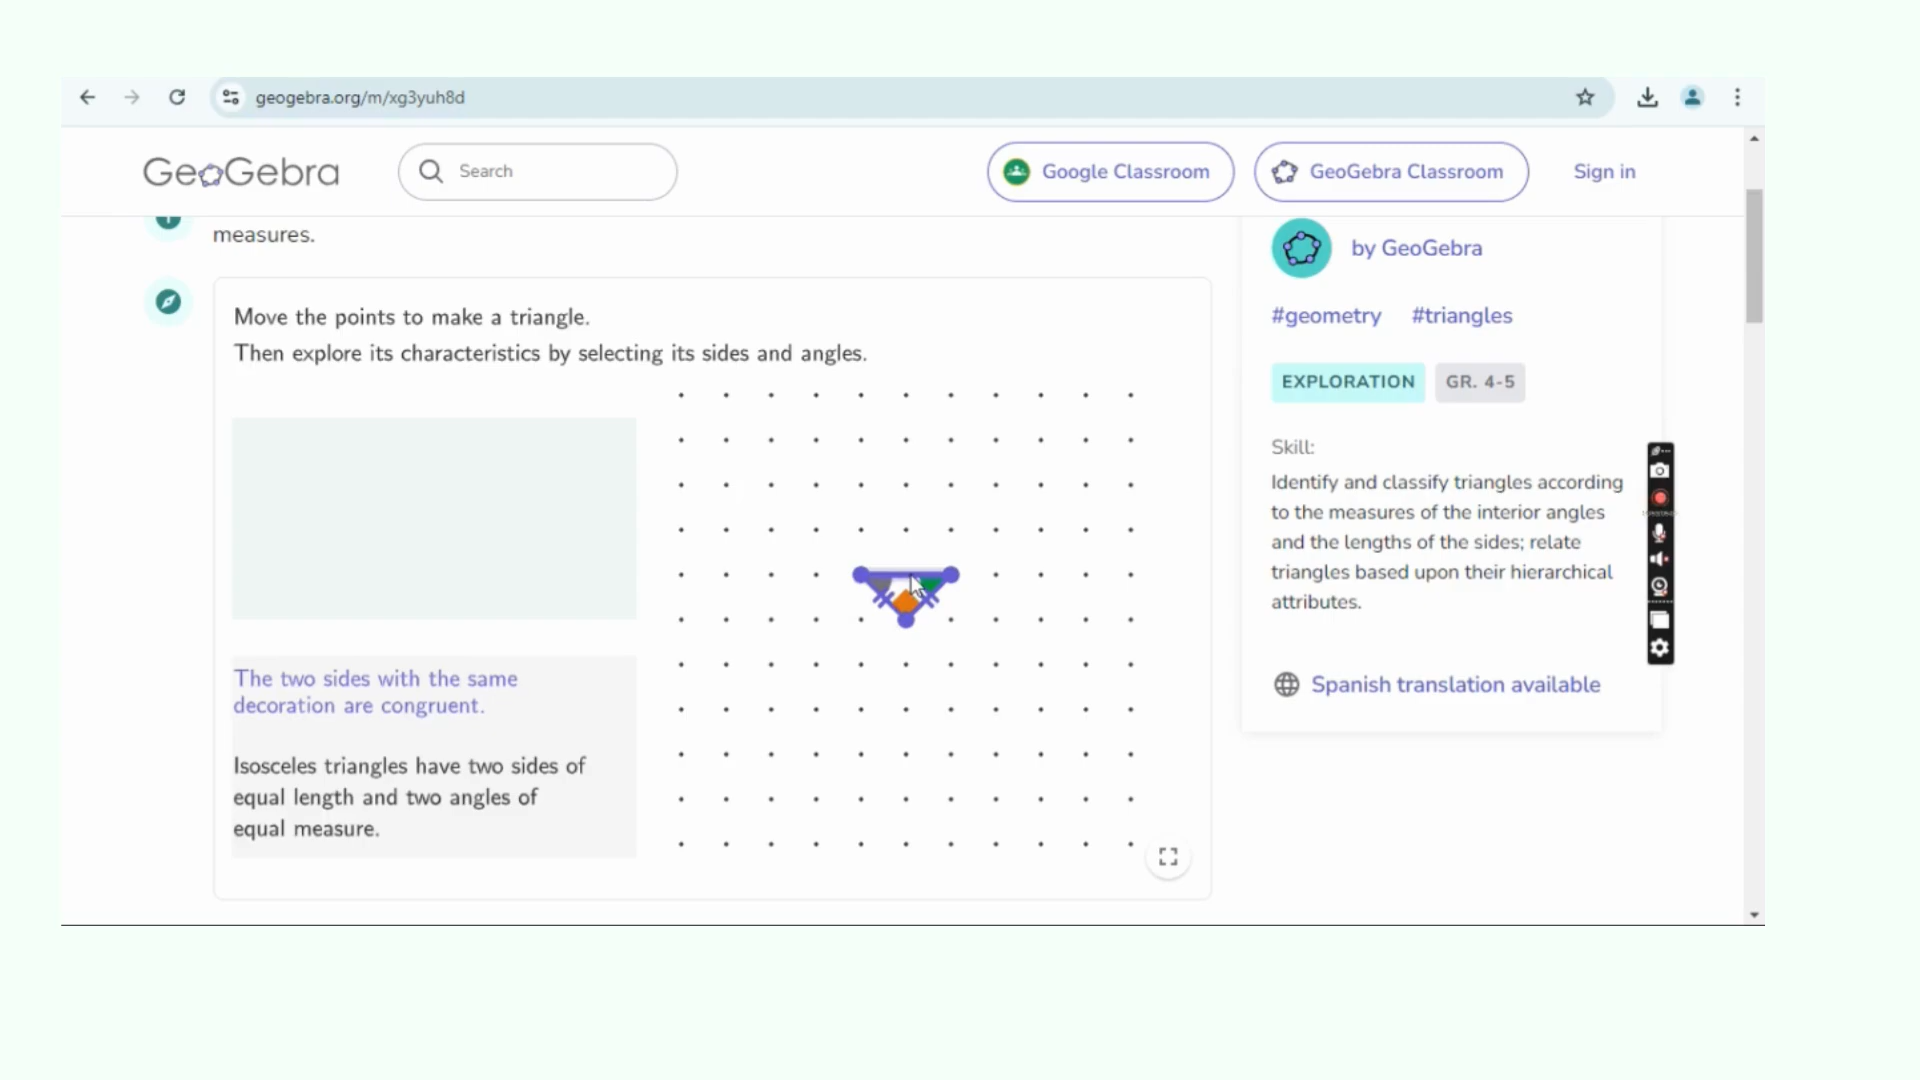 geogebra.org/m/xg3yuh8d
GeoGebra
Search
Google Classroom
GeoGebra Classroom
Sign in
measures.
Move the points to make a triangle.
Then explore its characteristics by selecting its sides and angles.
The two sides with the same
decoration are congruent.
Isosceles triangles have two sides of
equal length and two angles of
equal measure.
by GeoGebra
#geometry #triangles
EXPLORATION GR. 4-5
Skill:
Identify and classify triangles according
to the measures of the interior angles
and the lengths of the sides; relate
triangles based upon their hierarchical
attributes.
Spanish translation available